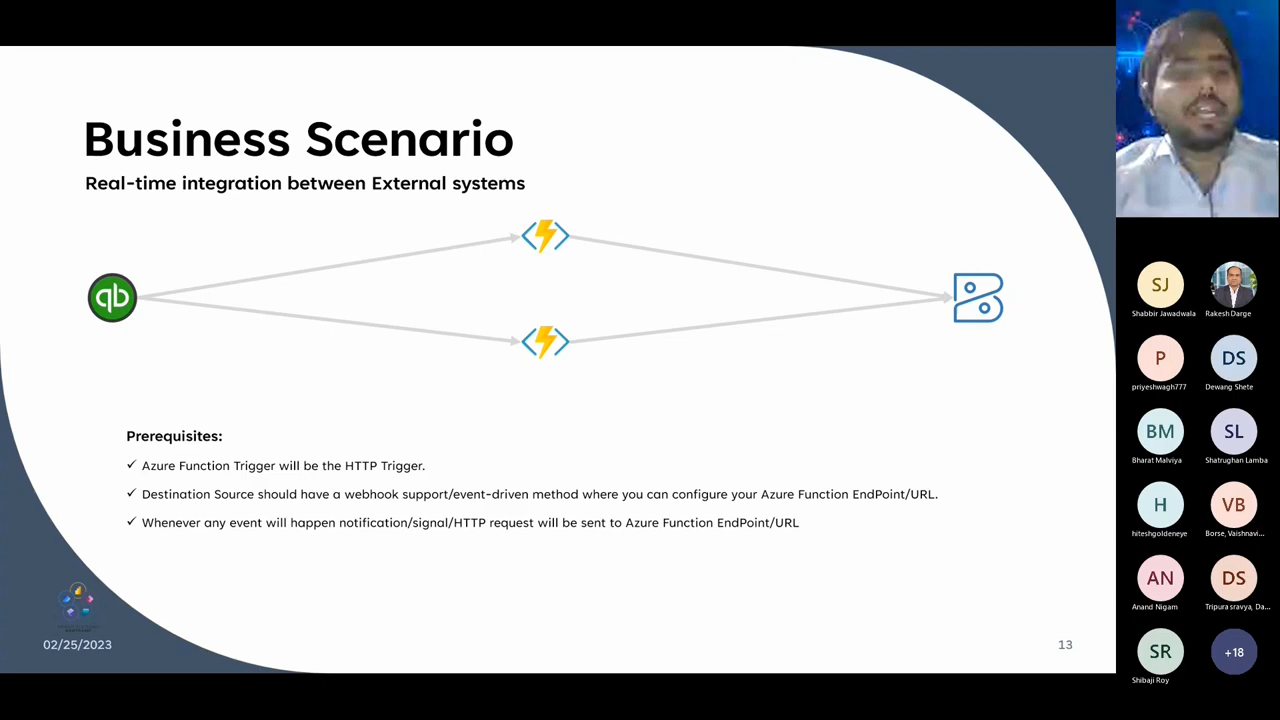 Business Scenario
Real-time integration between External systems
qb
Prerequisites:
✓ Azure Function Trigger will be the HTTP Trigger.
✓ Destination Source should have a webhook support/event-driven method where you can configure your Azure Function EndPoint/URL.
✓ Whenever any event will happen notification/signal/HTTP request will be sent to Azure Function EndPoint/URL
02/25/2023
13
SJ
Shabbir Jawadwala
Rakesh Darge
P
priyeshwagh777
DS
Dewang Shete
BM
Bharat Malviya
SL
Shatrughan Lamba
H
hiteshgoldeneye
VB
Borse, Vaishnavi...
AN
Anand Nigam
DS
Tripura sravya, Da...
SR
Shibaji Roy
+18